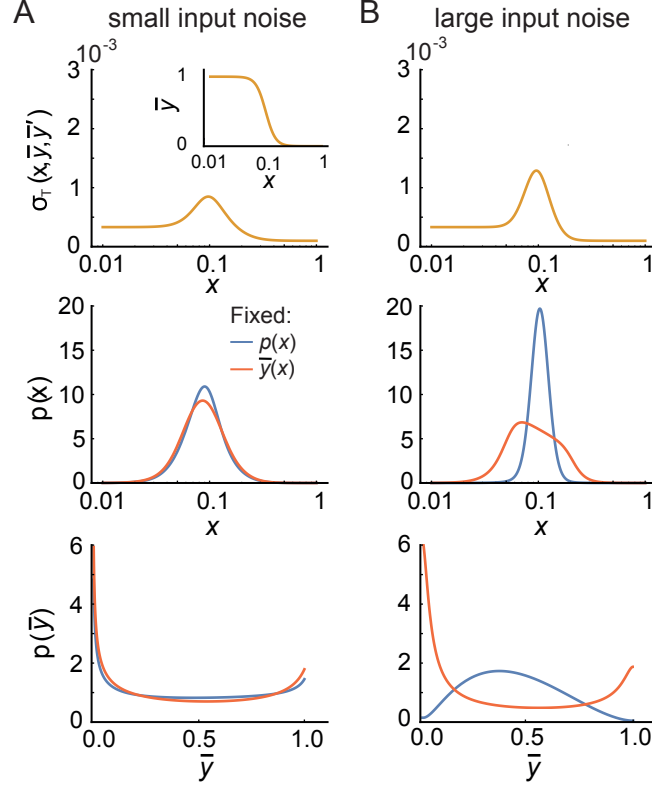 A small input noise
B large input noise
10⁻³
3
2
1
0
σ_T(x,y̅,y̅′)
0.01 0.1 1
x
1
0
y̅
0.01 0.1 1
x
10⁻³
3
2
1
0
0.01 0.1 1
x
20
15
10
5
0
p(x)
Fixed:
p(x)
y̅(x)
0.01 0.1 1
x
20
15
10
5
0
0.01 0.1 1
x
6
4
2
0
p(y̅)
0.0 0.5 1.0
y̅
6
4
2
0
0.0 0.5 1.0
y̅